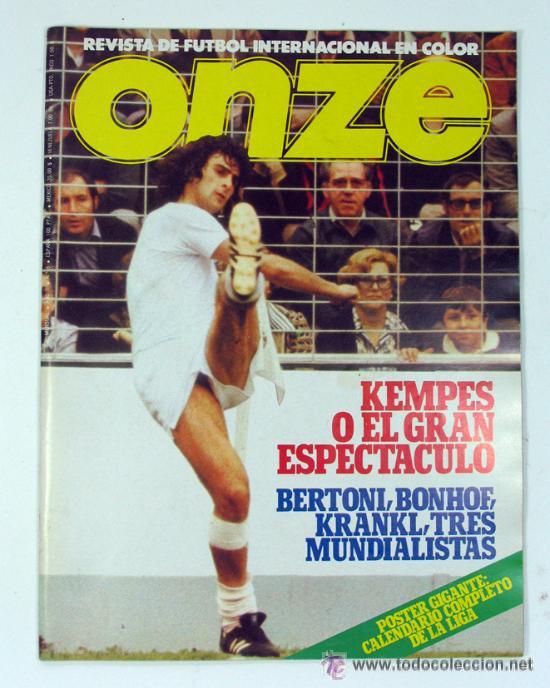 REVISTA DE FUTBOL INTERNACIONAL EN COLOR
onze
KEMPES
O EL GRAN
ESPECTACULO
BERTONI, BONHOF,
KRANKL, TRES
MUNDIALISTAS
POSTER GIGANTE:
CALENDARIO COMPLETO
DE LA LIGA
www.todocoleccion.net